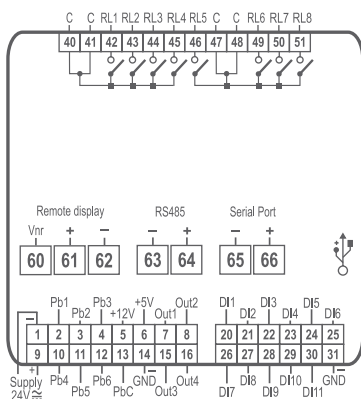 C C RL1 RL2 RL3 RL4 RL5 C C RL6 RL7 RL8
40 41 42 43 44 45 46 47 48 49 50 51
Remote display RS485 Serial Port
Vnr + − − + − +
60 61 62 63 64 65 66
Pb1 Pb3 +5V Out2 DI1 DI3 DI5
Pb2 +12V Out1 DI2 DI4 DI6
− 1 2 3 4 5 6 7 8 20 21 22 23 24 25
9 10 11 12 13 14 15 16 26 27 28 29 30 31
+ GND − GND −
Supply Pb4 Pb6 Out4 DI8 DI10
24V ≂ Pb5 PbC Out3 DI7 DI9 DI11